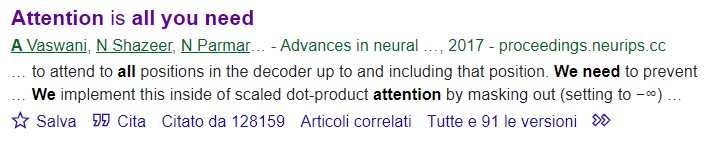 Attention is all you need
A Vaswani, N Shazeer, N Parmar… - Advances in neural …, 2017 - proceedings.neurips.cc
… to attend to all positions in the decoder up to and including that position. We need to prevent
… We implement this inside of scaled dot-product attention by masking out (setting to −∞) …
Salva Cita Citato da 128159 Articoli correlati Tutte e 91 le versioni